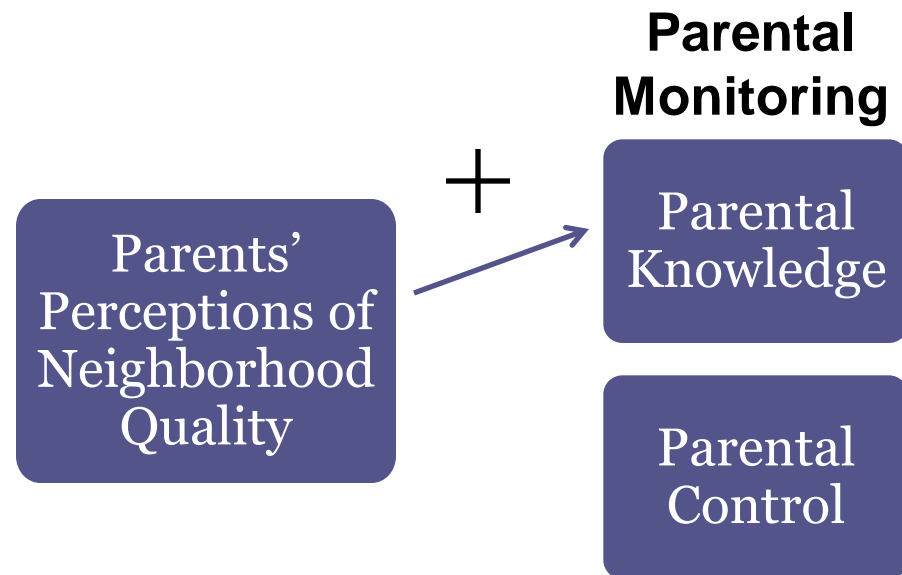 Parental
Monitoring
+
Parents’
Perceptions of
Neighborhood
Quality
Parental
Knowledge
Parental
Control